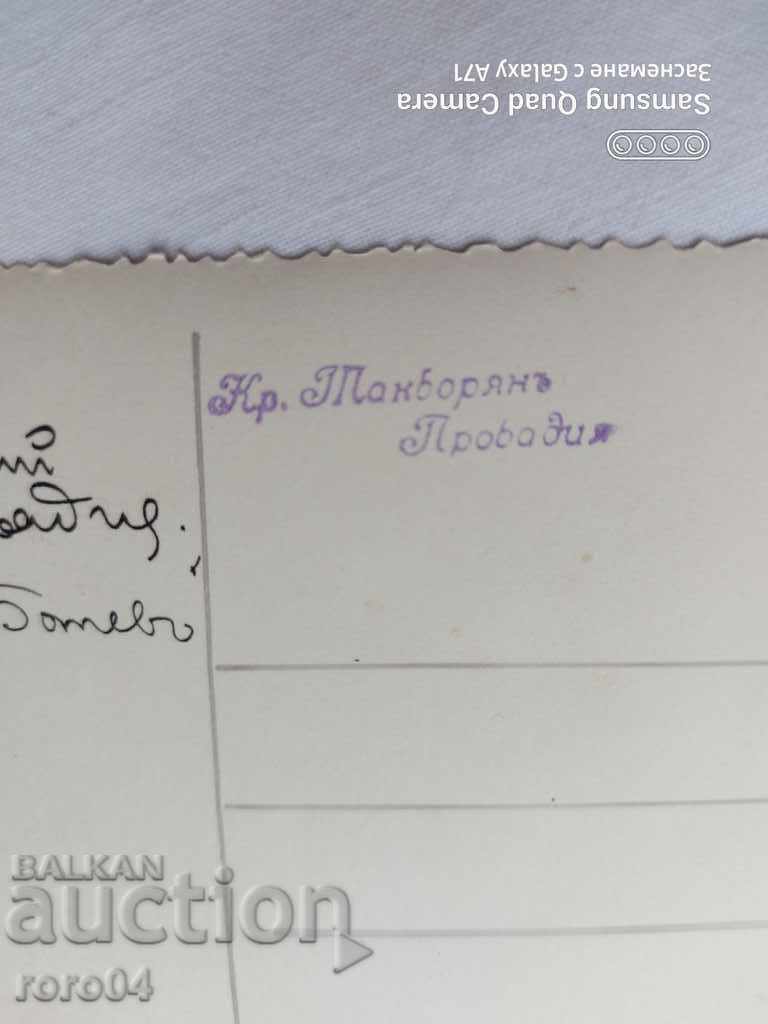 Заснемане с Galaxy A71
Samsung Quad Camera
Кр. Танборянъ
Провадия
Ботевъ
BALKAN
auction
roro04